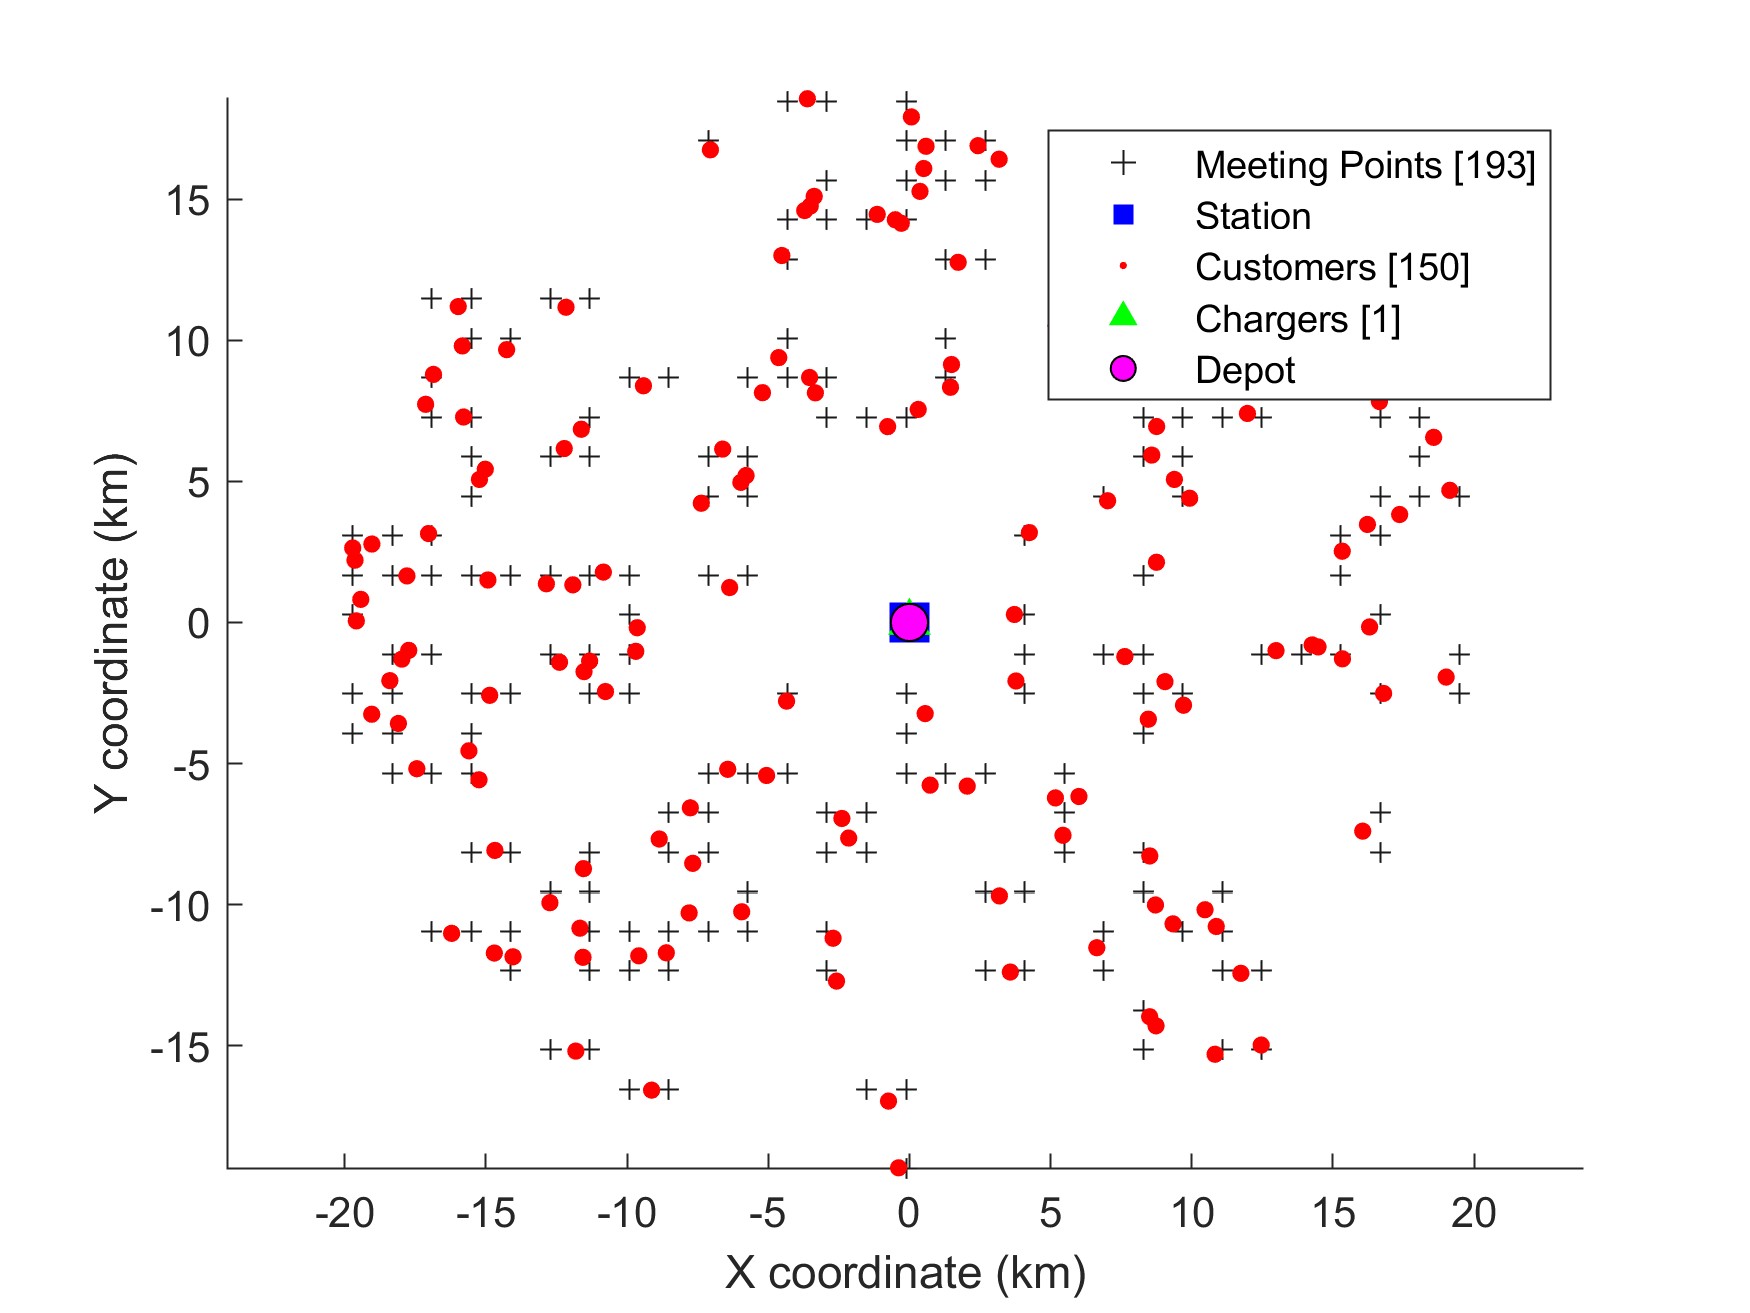 Meeting Points [193]
Station
Customers [150]
Chargers [1]
Depot
15
10
5
0
-5
-10
-15
Y coordinate (km)
-20 -15 -10 -5 0 5 10 15 20
X coordinate (km)